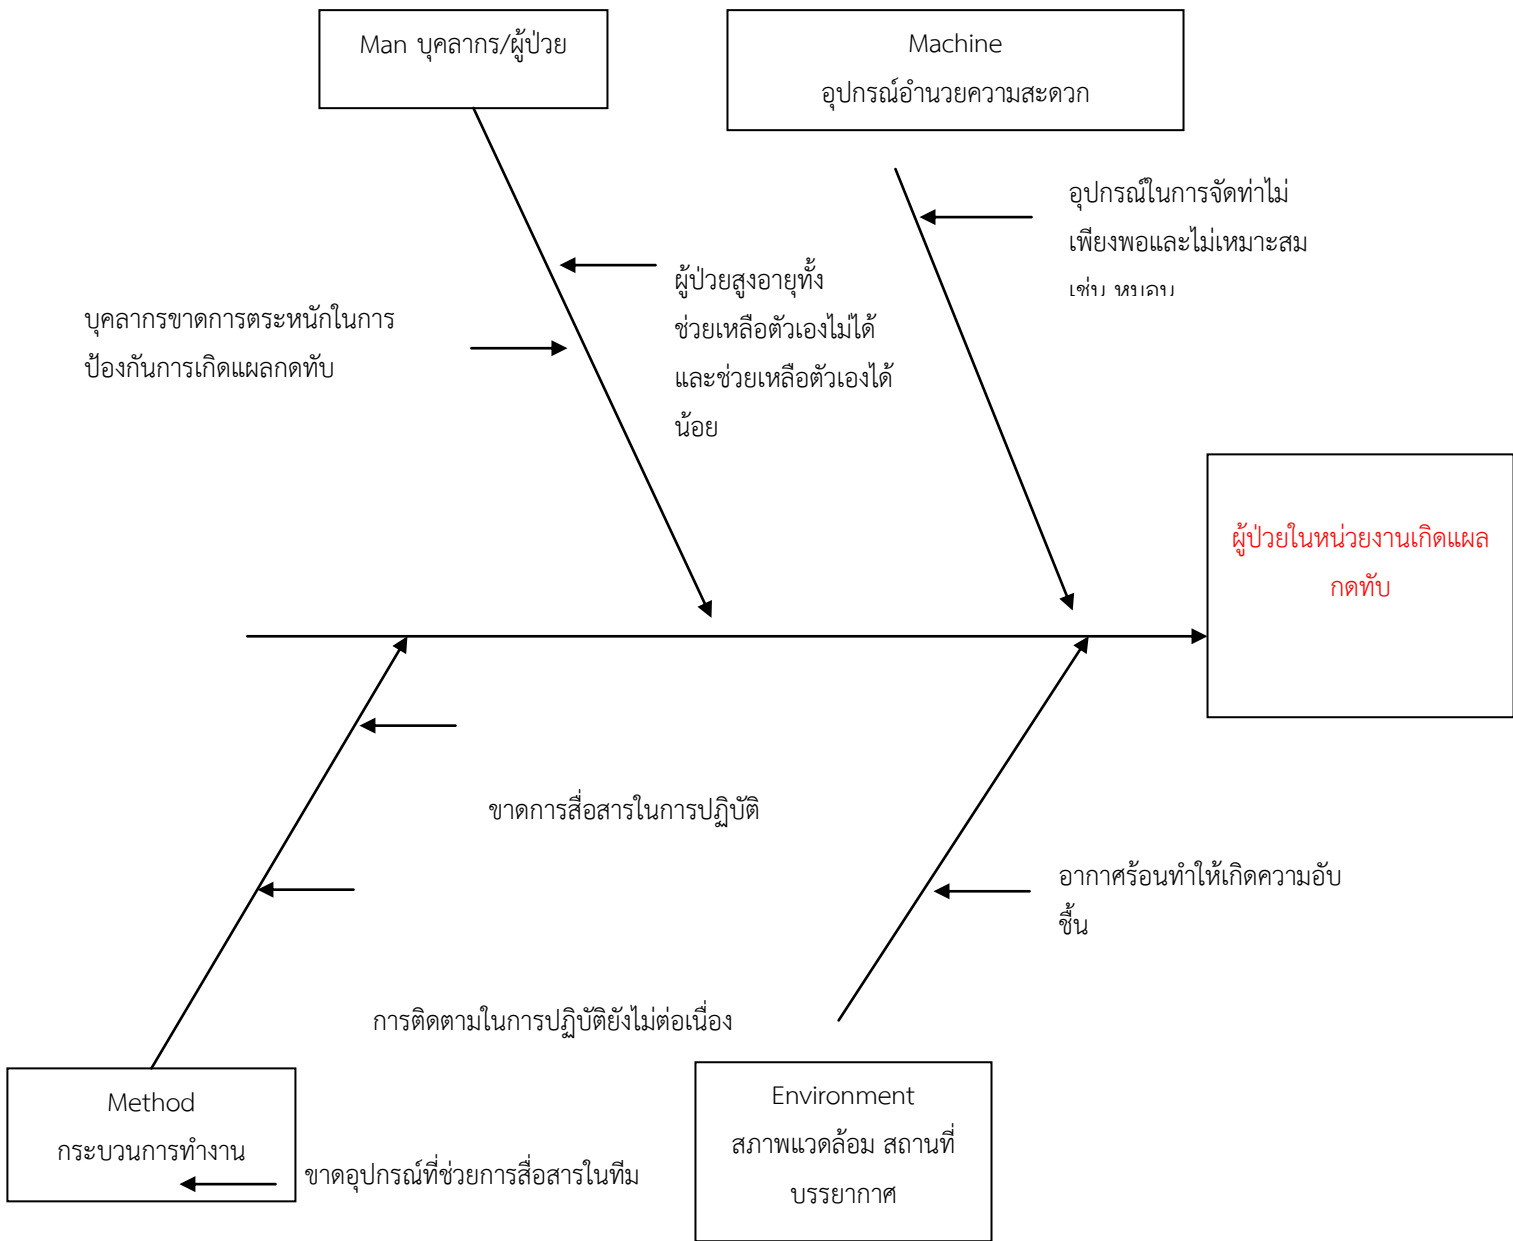 Man บุคลากร/ผู้ป่วย
Machine
อุปกรณ์อำนวยความสะดวก
อุปกรณ์ในการจัดท่าไม่
เพียงพอและไม่เหมาะสม
เช่น หมอน
ผู้ป่วยสูงอายุทั้ง
ช่วยเหลือตัวเองไม่ได้
และช่วยเหลือตัวเองได้
น้อย
บุคลากรขาดการตระหนักในการ
ป้องกันการเกิดแผลกดทับ
ผู้ป่วยในหน่วยงานเกิดแผล
กดทับ
ขาดการสื่อสารในการปฏิบัติ
อากาศร้อนทำให้เกิดความอับ
ชื้น
การติดตามในการปฏิบัติยังไม่ต่อเนื่อง
Method
กระบวนการทำงาน
ขาดอุปกรณ์ที่ช่วยการสื่อสารในทีม
Environment
สภาพแวดล้อม สถานที่
บรรยากาศ